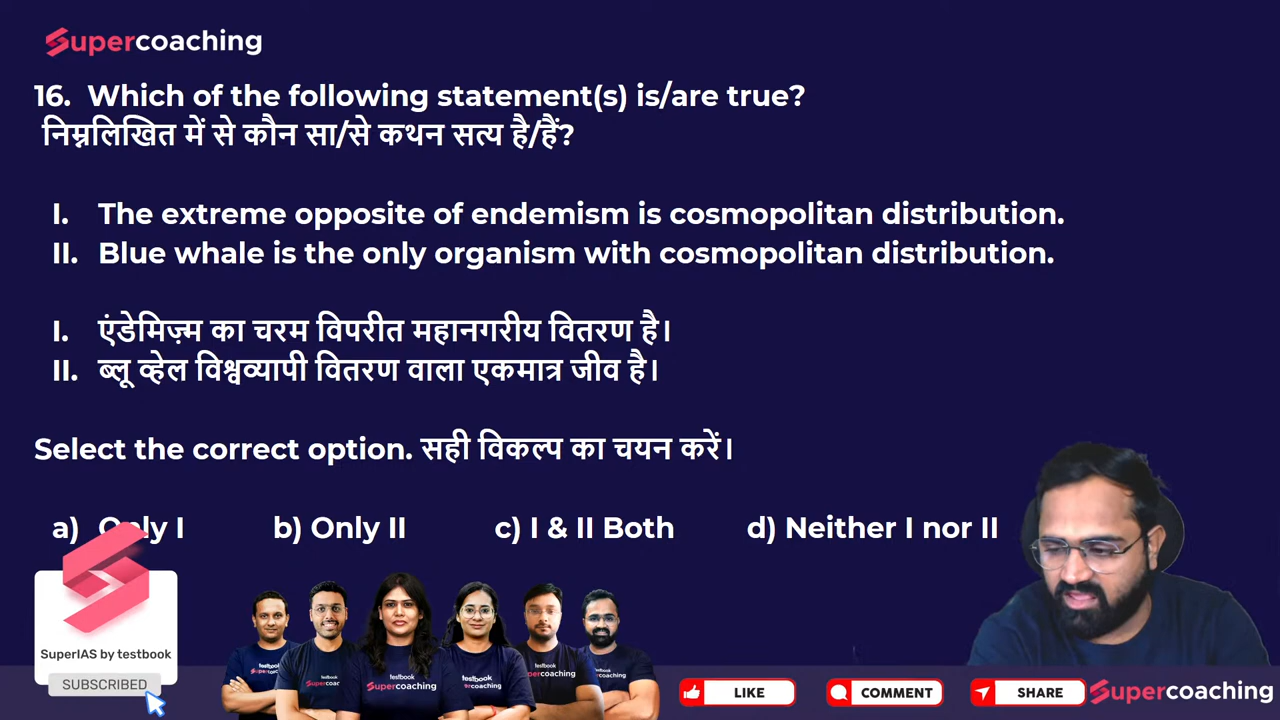 Supercoaching
16. Which of the following statement(s) is/are true?
निम्नलिखित में से कौन सा/से कथन सत्य है/हैं?
I. The extreme opposite of endemism is cosmopolitan distribution.
II. Blue whale is the only organism with cosmopolitan distribution.
I. एंडेमिज़्म का चरम विपरीत महानगरीय वितरण है।
II. ब्लू व्हेल विश्वव्यापी वितरण वाला एकमात्र जीव है।
Select the correct option. सही विकल्प का चयन करें।
a) Only I b) Only II c) I & II Both d) Neither I nor II
SuperIAS by testbook
SUBSCRIBED
testbook
Supercoaching
LIKE COMMENT SHARE Supercoaching